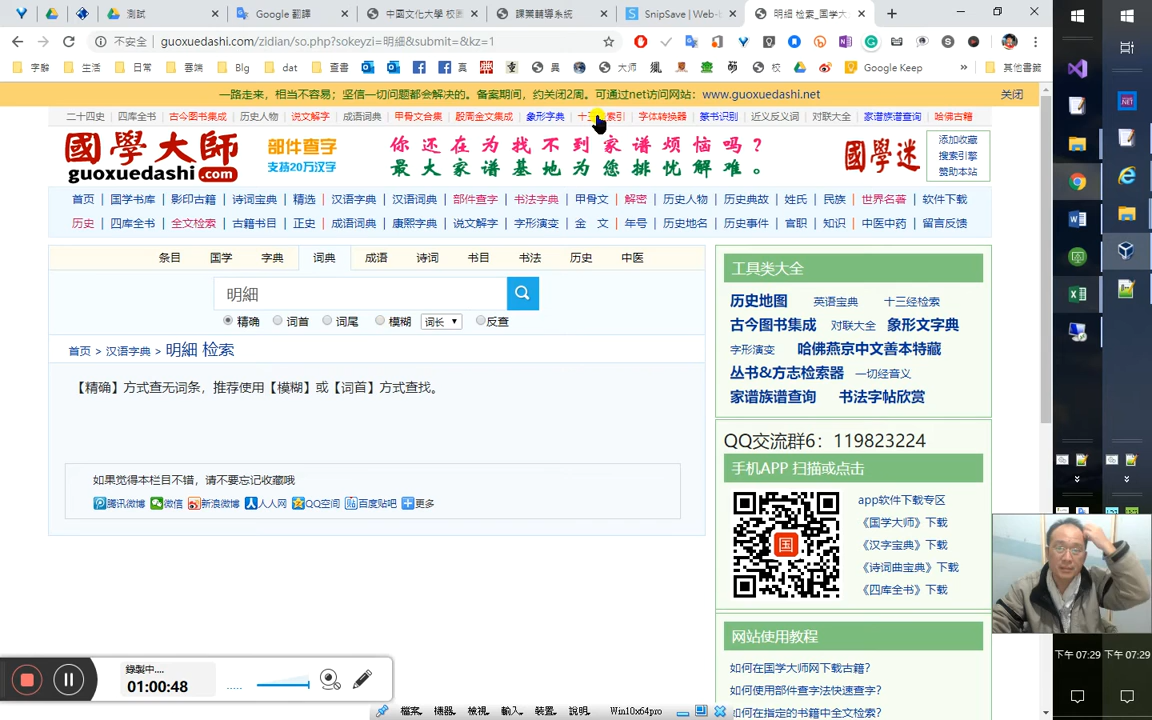 測試
Google 翻譯
中國文化大學 校園
課業輔導系統
SnipSave | Web-b
明細 检索_国学大
不安全 | guoxuedashi.com/zidian/so.php?sokeyzi=明細&submit=&kz=1
字辭 生活 日常 雲端 Blg dat 查書 真 異 大师 权 Google Keep » 其他書籤
一路走来，相当不容易；坚信一切问题都会解决的。备案期间，约关闭2周。可通过net访问网站：www.guoxuedashi.net 关闭
二十四史 | 四库全书 | 古今图书集成 | 历史人物 | 说文解字 | 成语词典 | 甲骨文合集 | 殷周金文集成 | 象形字典 | 十三经索引 | 字体转换器 | 篆书识别 | 近义反义词 | 对联大全 | 家谱族谱查询 | 哈佛古籍
國學大師
guoxuedashi.com
部件查字
支持20万汉字
你还在为找不到家谱烦恼吗？
最大家谱基地为您排忧解难。
國學迷
添加收藏
搜索引擎
赞助本站
首页 | 国学书库 | 影印古籍 | 诗词宝典 | 精选 | 汉语字典 | 汉语词典 | 部件查字 | 书法字典 | 甲骨文 | 解密 | 历史人物 | 历史典故 | 姓氏 | 民族 | 世界名著 | 软件下载
历史 | 四库全书 | 全文检索 | 古籍书目 | 正史 | 成语词典 | 康熙字典 | 说文解字 | 字形演变 | 金 文 | 年号 | 历史地名 | 历史事件 | 官职 | 知识 | 中医中药 | 留言反馈
条目 国学 字典 词典 成语 诗词 书目 书法 历史 中医
明細
精确 词首 词尾 模糊 词长 反查
首页 > 汉语字典 > 明細 检索
【精确】方式查无词条，推荐使用【模糊】或【词首】方式查找。
如果觉得本栏目不错，请不要忘记收藏哦
腾讯微博 微信 新浪微博 人人网 QQ空间 百度贴吧 更多
工具类大全
历史地图 英语宝典 十三经检索
古今图书集成 对联大全 象形文字典
字形演变 哈佛燕京中文善本特藏
丛书&方志检索器 一切经音义
家谱族谱查询 书法字帖欣赏
QQ交流群6：119823224
手机APP 扫描或点击
国
app软件下载专区
《国学大师》下载
《汉字宝典》下载
《诗词曲宝典》下载
《四库全书》下载
网站使用教程
如何在国学大师网下载古籍？
如何使用部件查字法快速查字？
如何在指定的书籍中全文检索？
錄製中....
01:00:48
檔案 機器 檢視 輸入 裝置 說明 Win10x64pro
下午 07:29 下午 07:29